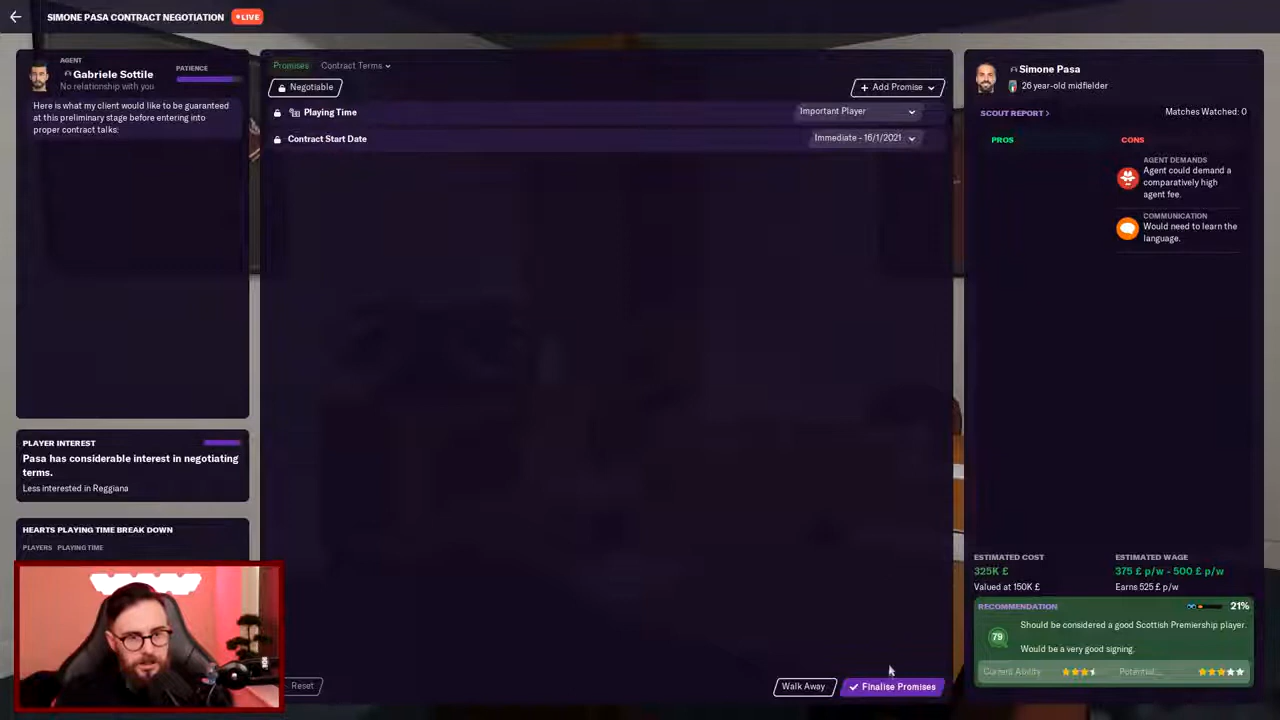 SIMONE PASA CONTRACT NEGOTIATION
LIVE
AGENT
Gabriele Sottile
No relationship with you
PATIENCE
Here is what my client would like to be guaranteed
at this preliminary stage before entering into
proper contract talks:
PLAYER INTEREST
Pasa has considerable interest in negotiating
terms.
Less interested in Reggiana
HEARTS PLAYING TIME BREAK DOWN
PLAYERS PLAYING TIME
Promises
Contract Terms
Negotiable
+ Add Promise
Playing Time
Important Player
Contract Start Date
Immediate - 16/1/2021
Reset
Walk Away
Finalise Promises
Simone Pasa
26 year-old midfielder
SCOUT REPORT >
Matches Watched: 0
PROS
CONS
AGENT DEMANDS
Agent could demand a
comparatively high
agent fee.
COMMUNICATION
Would need to learn the
language.
ESTIMATED COST
325K £
Valued at 150K £
ESTIMATED WAGE
375 £ p/w - 500 £ p/w
Earns 525 £ p/w
RECOMMENDATION
21%
79
Should be considered a good Scottish Premiership player.
Would be a very good signing.
Current Ability
Potential...